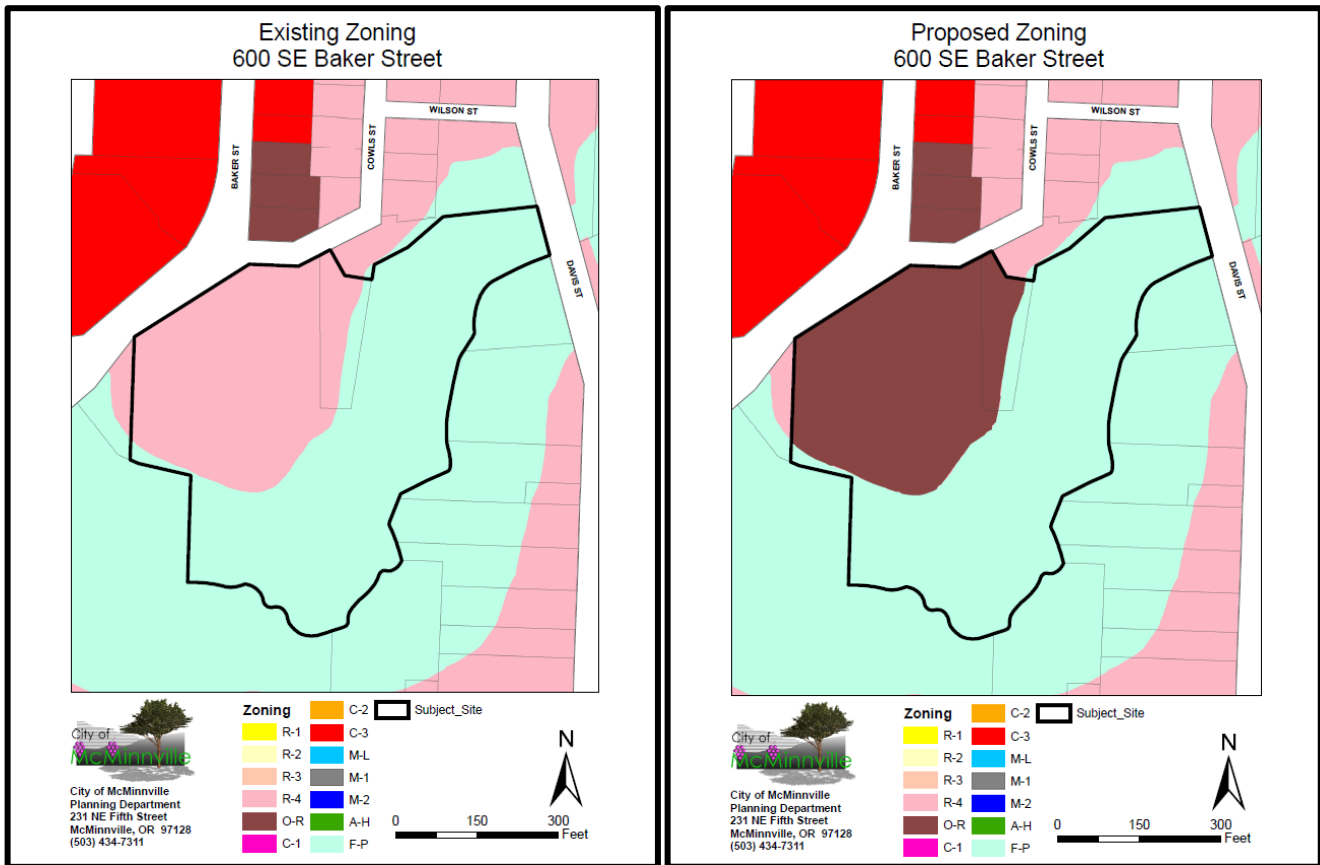 Existing Zoning
600 SE Baker Street
WILSON ST
COWLS ST
BAKER ST
DAVIS ST
City of
McMinnville
City of McMinnville
Planning Department
231 NE Fifth Street
McMinnville, OR 97128
(503) 434-7311
Zoning
R-1
R-2
R-3
R-4
O-R
C-1
C-2
C-3
M-L
M-1
M-2
A-H
F-P
Subject_Site
N
0 150 300
Feet
Proposed Zoning
600 SE Baker Street
WILSON ST
COWLS ST
BAKER ST
DAVIS ST
City of
McMinnville
City of McMinnville
Planning Department
231 NE Fifth Street
McMinnville, OR 97128
(503) 434-7311
Zoning
R-1
R-2
R-3
R-4
O-R
C-1
C-2
C-3
M-L
M-1
M-2
A-H
F-P
Subject_Site
N
0 150 300
Feet